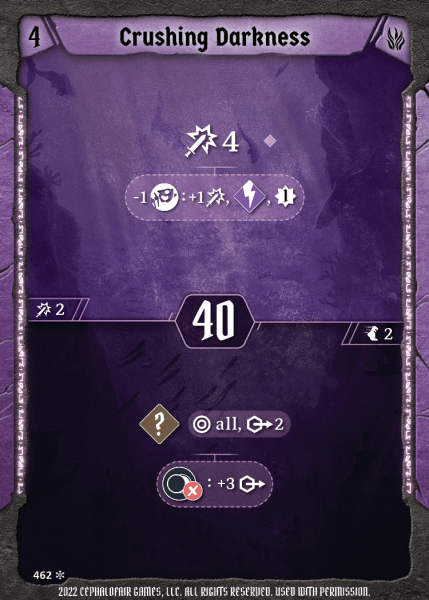 4 Crushing Darkness
4
-1 : +1 , , 1
2
40
2
? all, 2
: +3
462
2022 CEPHALOFAIR GAMES, LLC. ALL RIGHTS RESERVED. USED WITH PERMISSION.